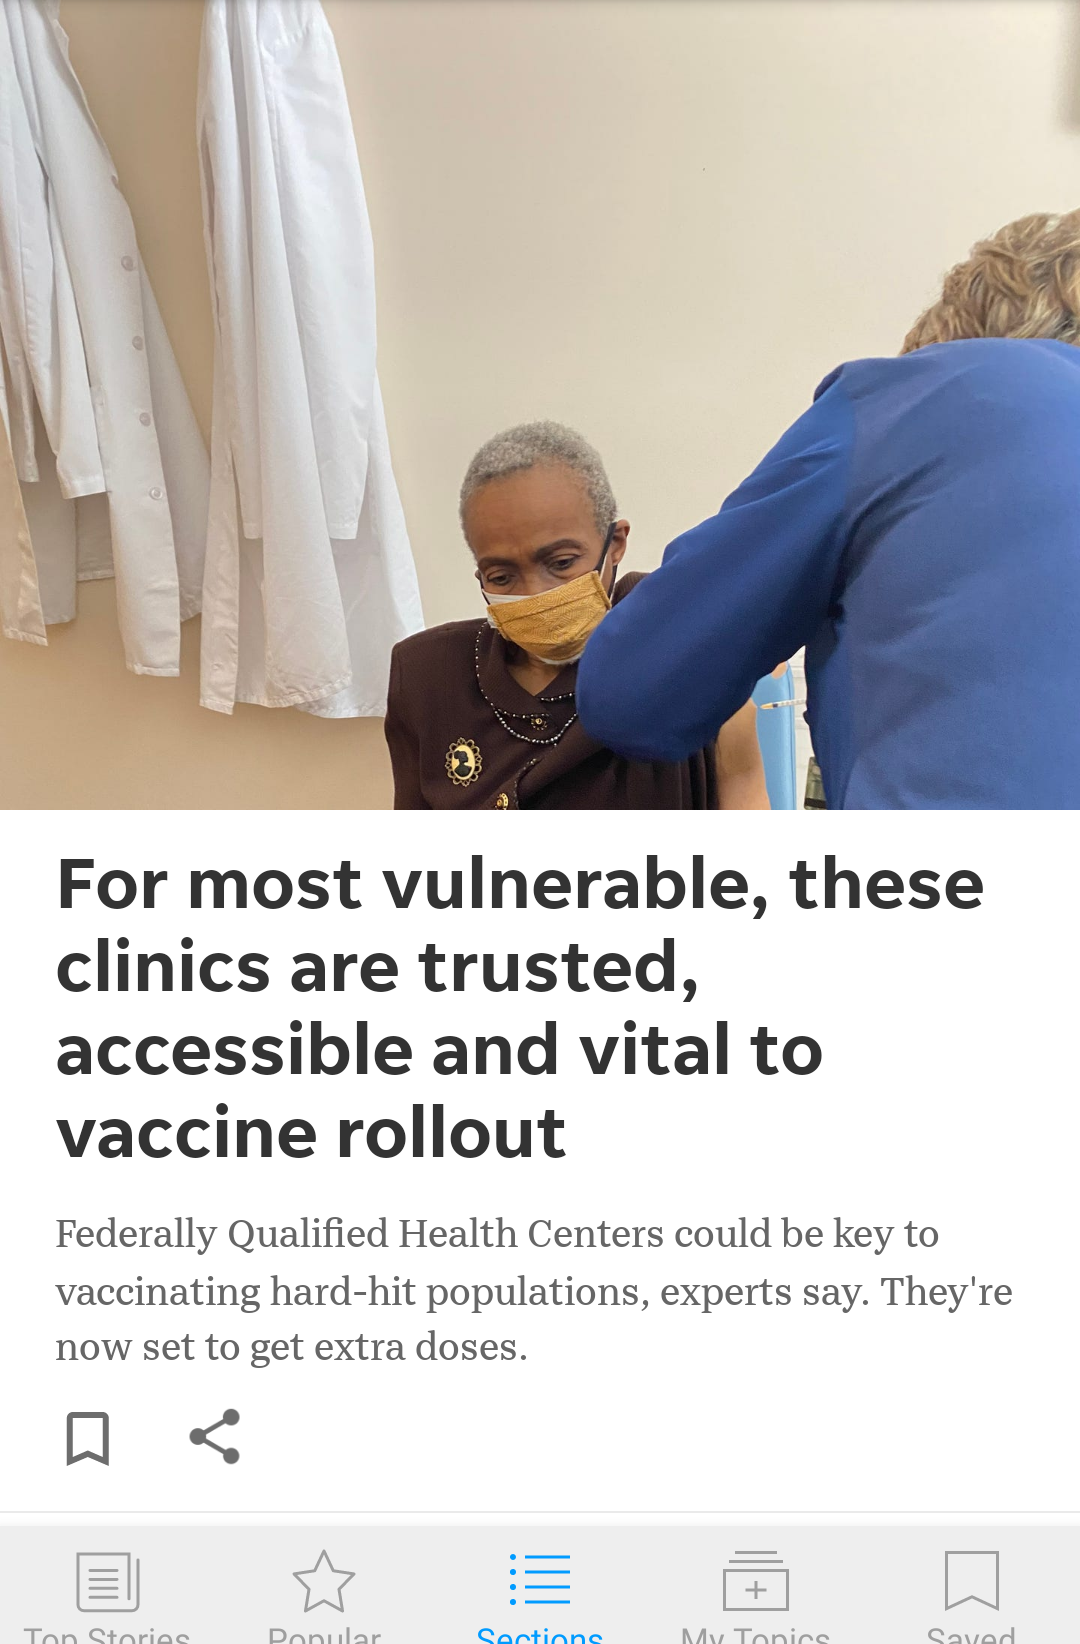 For most vulnerable, these
clinics are trusted,
accessible and vital to
vaccine rollout
Federally Qualified Health Centers could be key to
vaccinating hard-hit populations, experts say. They're
now set to get extra doses.
Top Stories
Popular
Sections
My Topics
Saved